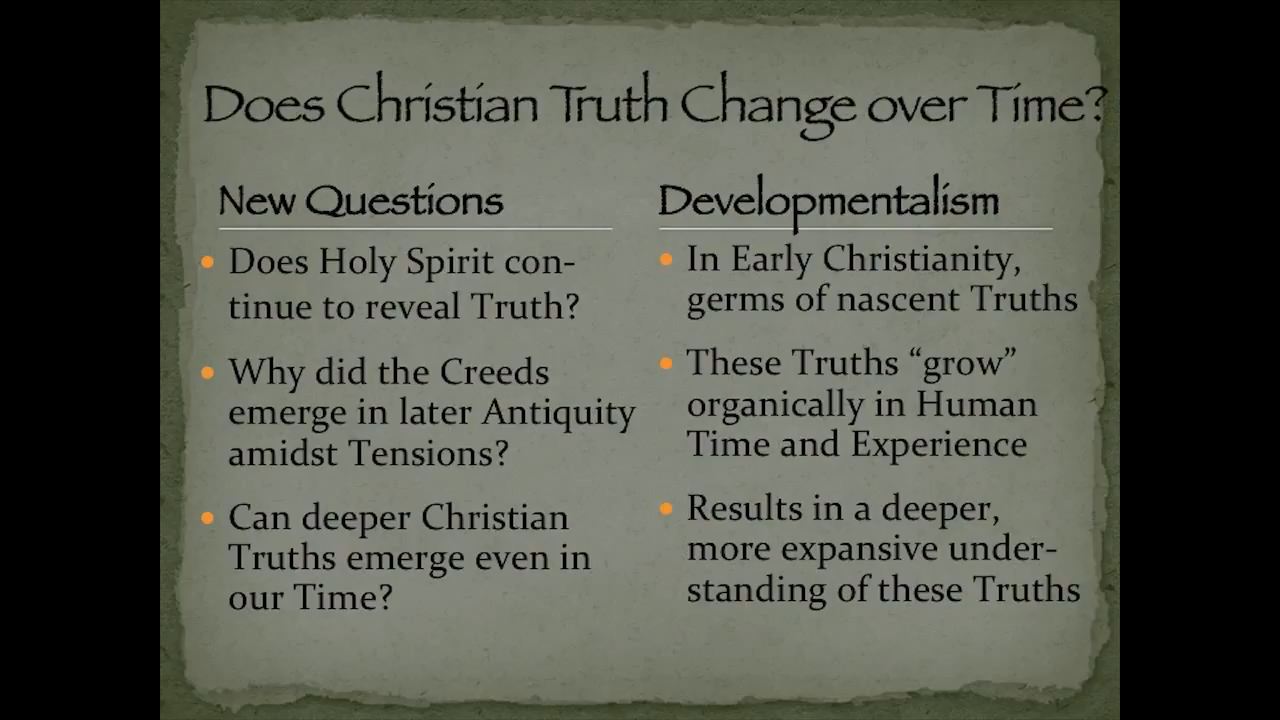 Does Christian Truth Change over Time?
New Questions
• Does Holy Spirit con-
tinue to reveal Truth?
• Why did the Creeds
emerge in later Antiquity
amidst Tensions?
• Can deeper Christian
Truths emerge even in
our Time?
Developmentalism
• In Early Christianity,
germs of nascent Truths
• These Truths “grow”
organically in Human
Time and Experience
• Results in a deeper,
more expansive under-
standing of these Truths